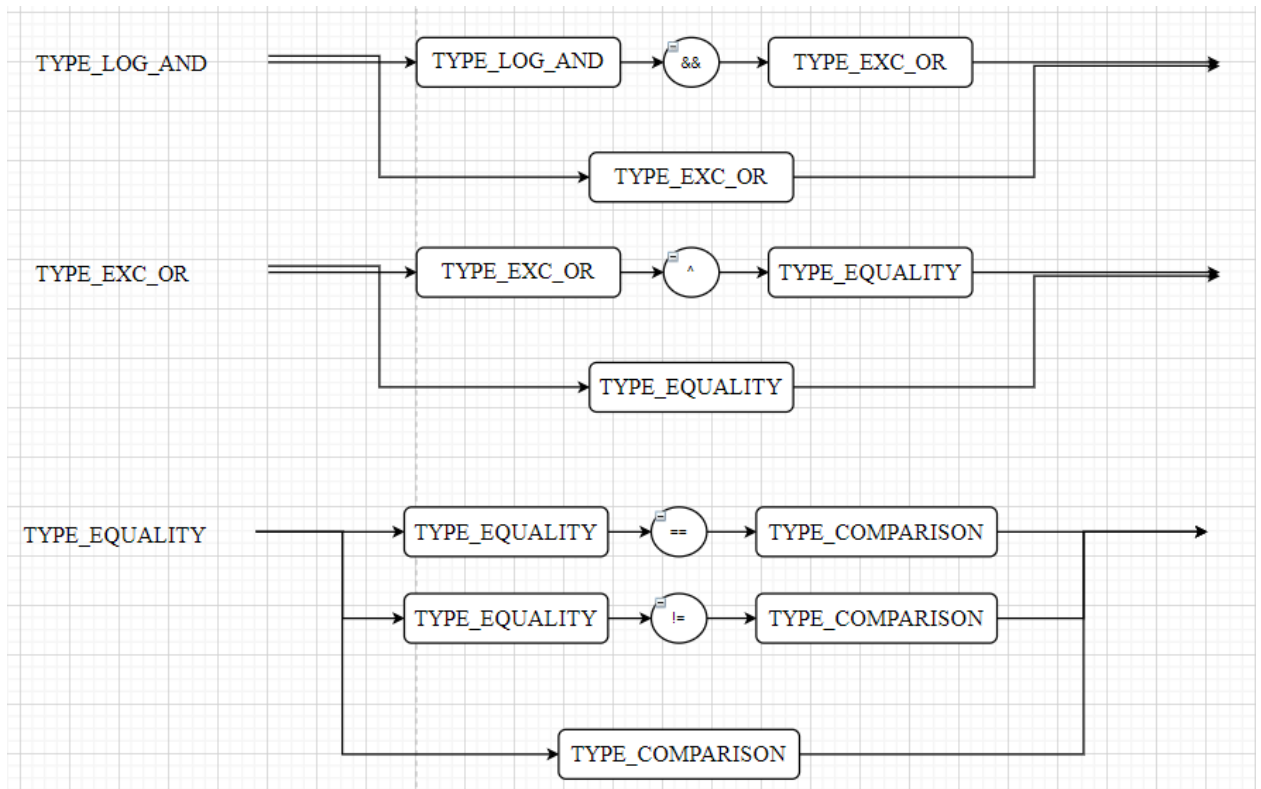 TYPE_LOG_AND TYPE_LOG_AND && TYPE_EXC_OR
TYPE_EXC_OR
TYPE_EXC_OR TYPE_EXC_OR ^ TYPE_EQUALITY
TYPE_EQUALITY
TYPE_EQUALITY TYPE_EQUALITY == TYPE_COMPARISON
TYPE_EQUALITY != TYPE_COMPARISON
TYPE_COMPARISON